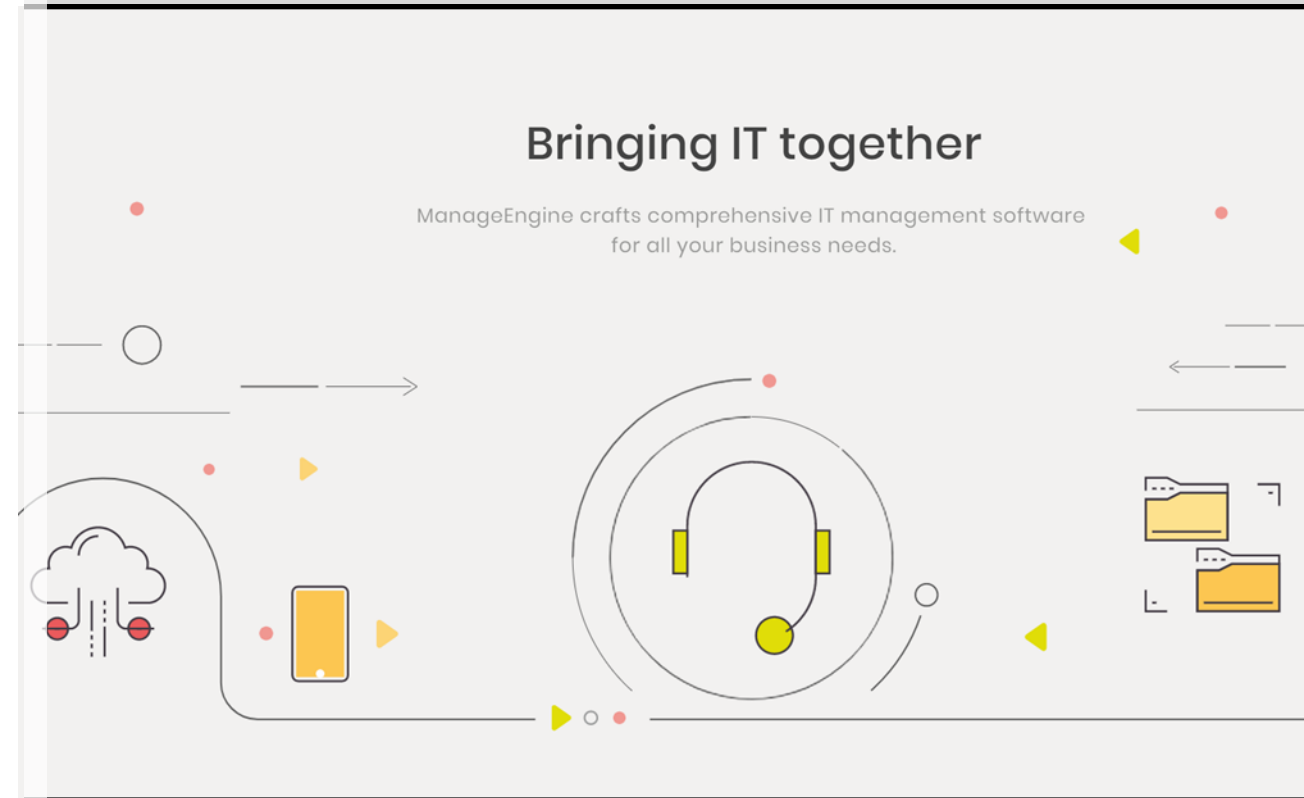 Bringing IT together
ManageEngine crafts comprehensive IT management software
for all your business needs.